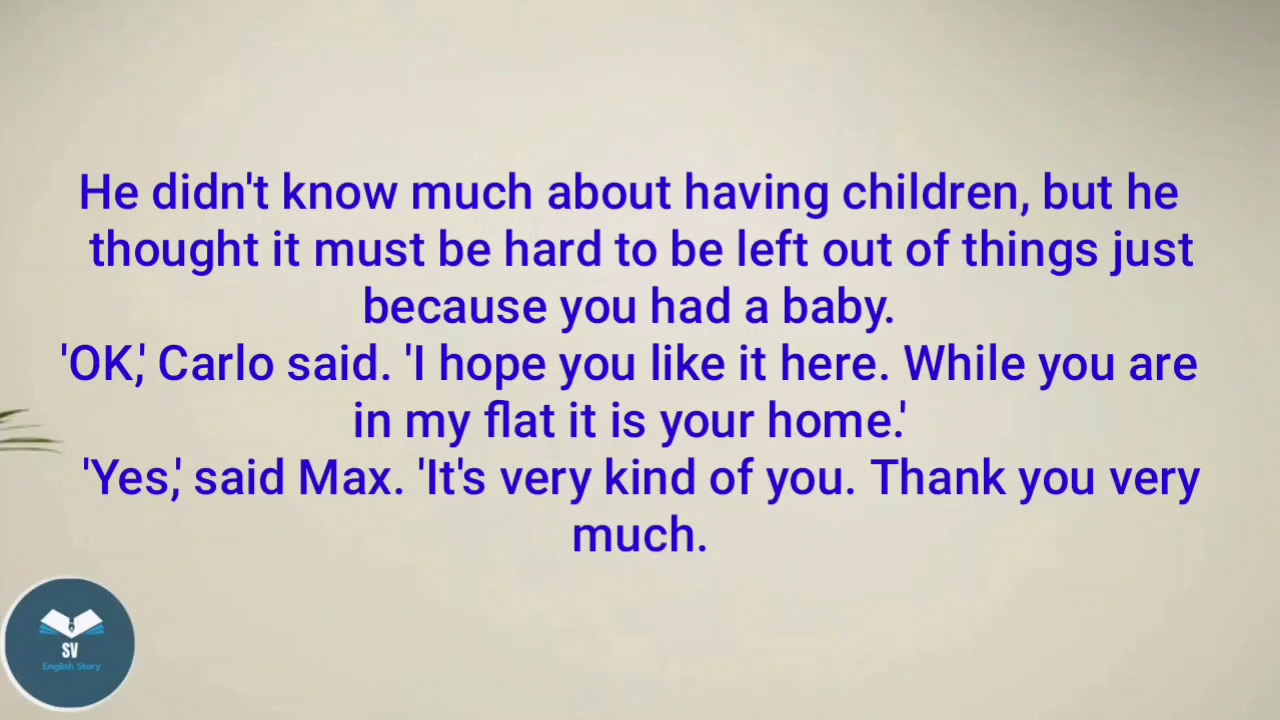 He didn't know much about having children, but he
thought it must be hard to be left out of things just
because you had a baby.
'OK,' Carlo said. 'I hope you like it here. While you are
in my flat it is your home.'
'Yes,' said Max. 'It's very kind of you. Thank you very
much.
SV
English Story